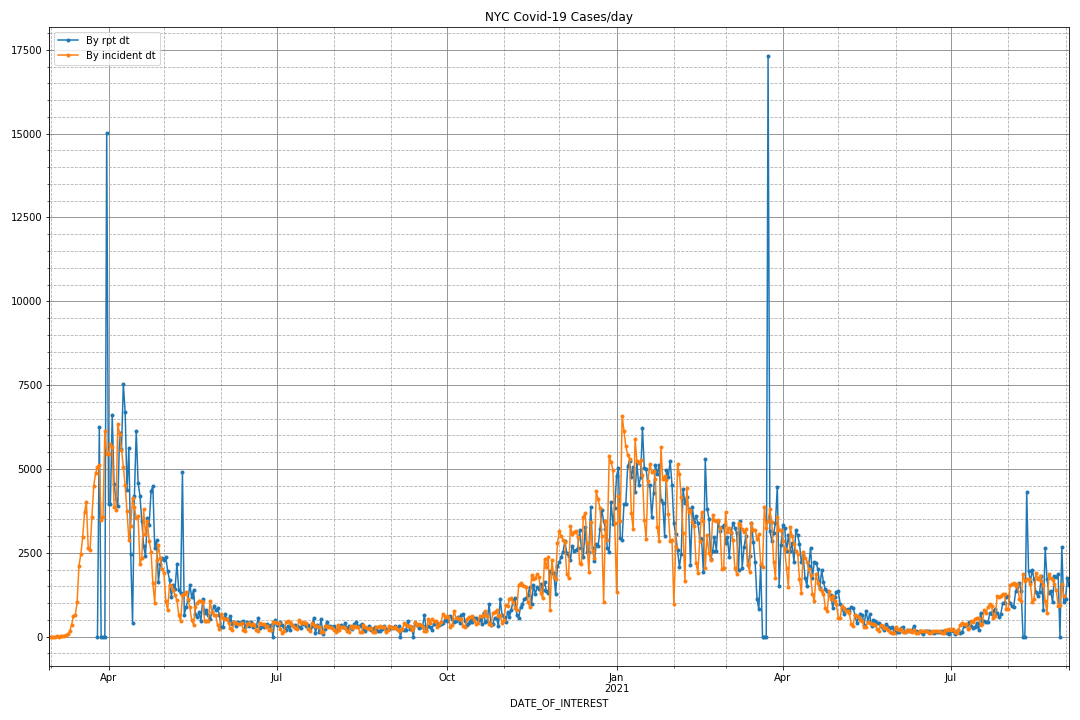 NYC Covid-19 Cases/day
By rpt dt
By incident dt
17500
15000
12500
10000
7500
5000
2500
0
Apr Jul Oct Jan Apr Jul
2021
DATE_OF_INTEREST